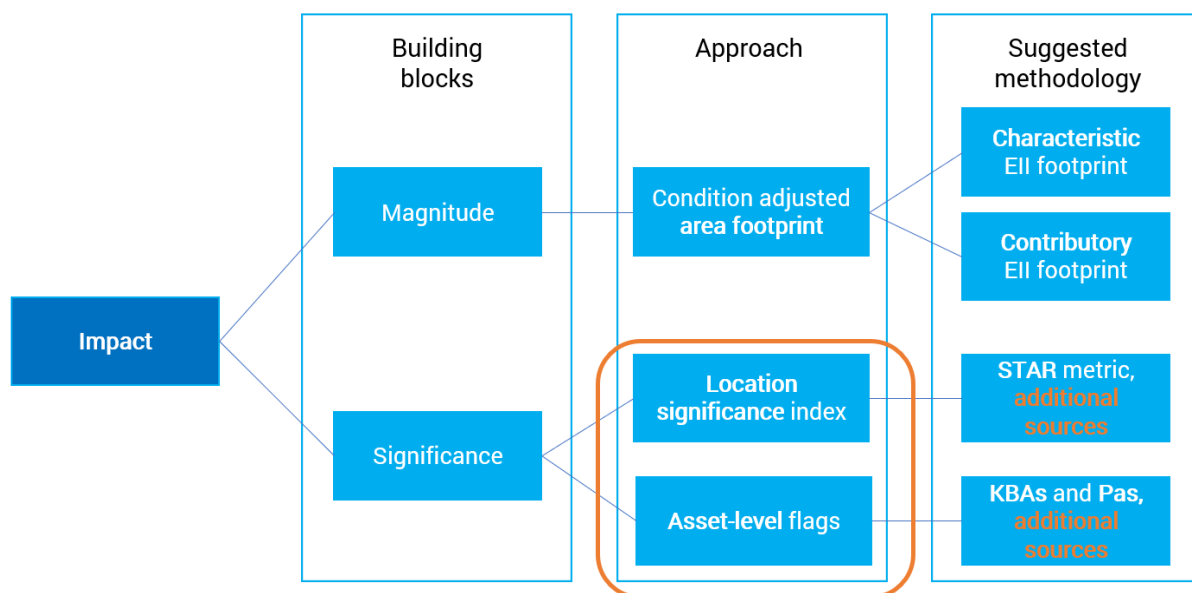 Building
blocks
Approach
Suggested
methodology
Characteristic
EII footprint
Magnitude
Condition adjusted
area footprint
Contributory
EII footprint
Impact
Location
significance index
STAR metric,
additional
sources
Significance
Asset-level flags
KBAs and Pas,
additional
sources